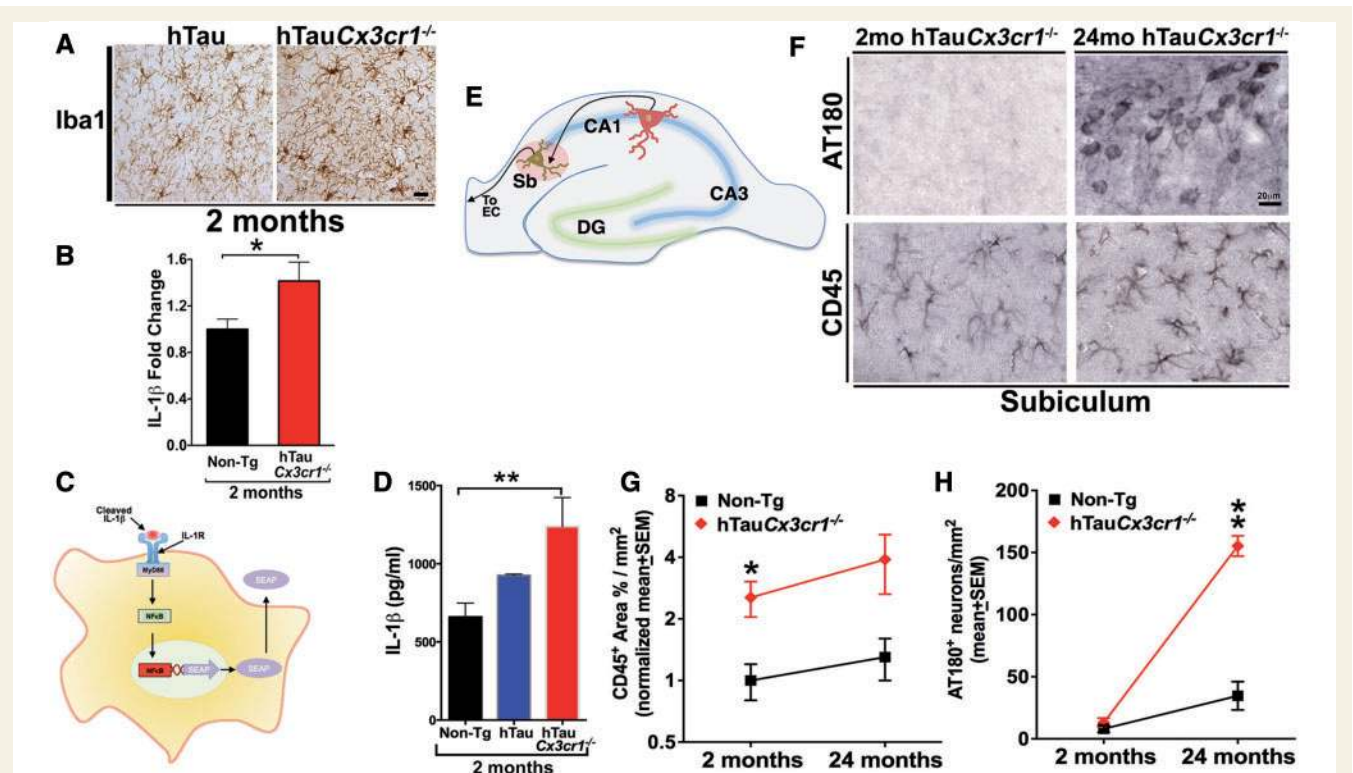 A
hTau
hTauCx3cr1-/-
Iba1
2 months
B
*
IL-1β Fold Change
1.6
1.2
0.8
0.4
0.0
Non-Tg
hTau
Cx3cr1-/-
2 months
C
Cleaved
IL-1β
IL-1R
MyD88
NFκB
NFκB
SEAP
SEAP
SEAP
D
**
IL-1β (pg/ml)
1500
1000
500
0
Non-Tg
hTau
hTau
Cx3cr1-/-
2 months
E
CA1
Sb
To
EC
CA3
DG
F
2mo hTauCx3cr1-/-
24mo hTauCx3cr1-/-
AT180
20μm
CD45
Subiculum
G
Non-Tg
hTauCx3cr1-/-
CD45+ Area % / mm2
(normalized mean±SEM)
8
4
2
1
0.5
*
2 months
24 months
H
Non-Tg
hTauCx3cr1-/-
AT180+ neurons/mm2
(mean±SEM)
200
150
100
50
0
**
2 months
24 months